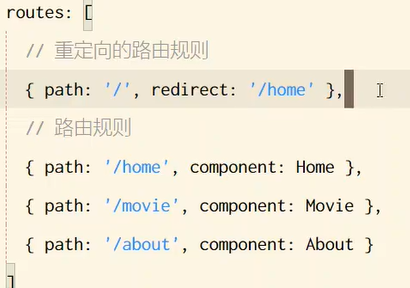 routes: [
// 重定向的路由规则
{ path: '/', redirect: '/home' },
// 路由规则
{ path: '/home', component: Home },
{ path: '/movie', component: Movie },
{ path: '/about', component: About }
]